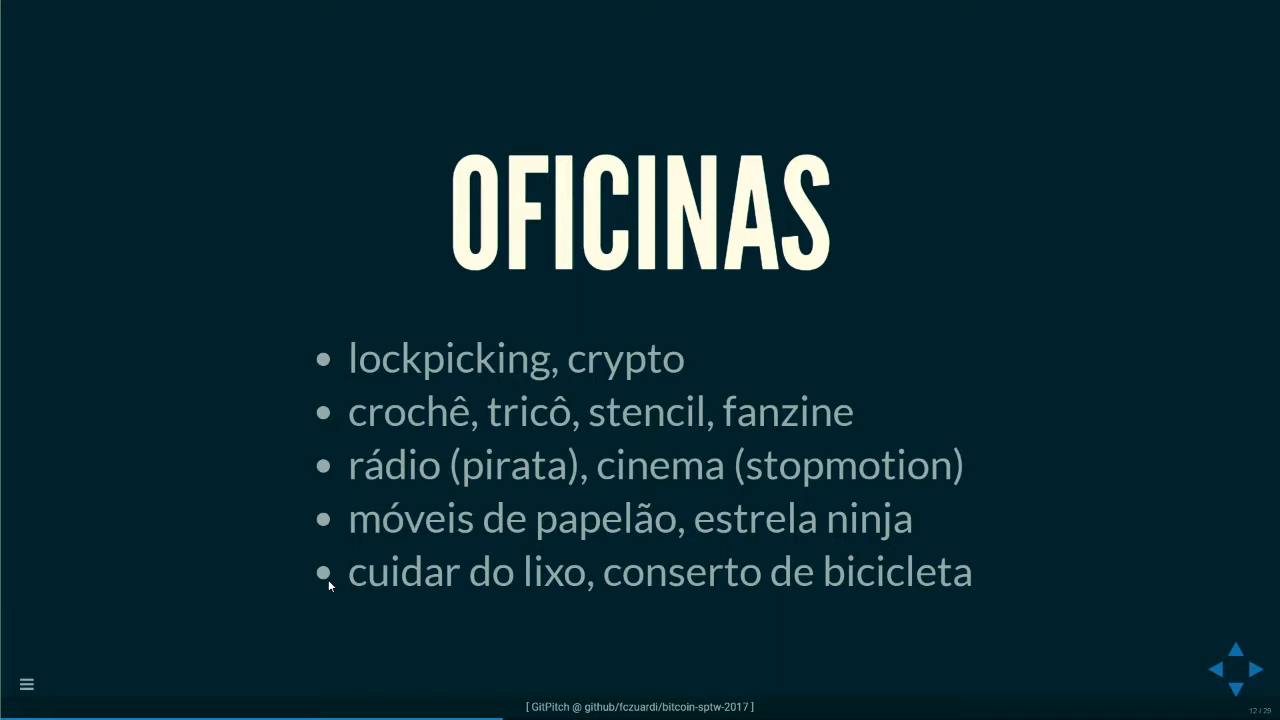 OFICINAS
lockpicking, crypto
crochê, tricô, stencil, fanzine
rádio (pirata), cinema (stopmotion)
móveis de papelão, estrela ninja
cuidar do lixo, conserto de bicicleta
[ GitPitch @ github/fczuardi/bitcoin-sptw-2017 ]
12 / 29